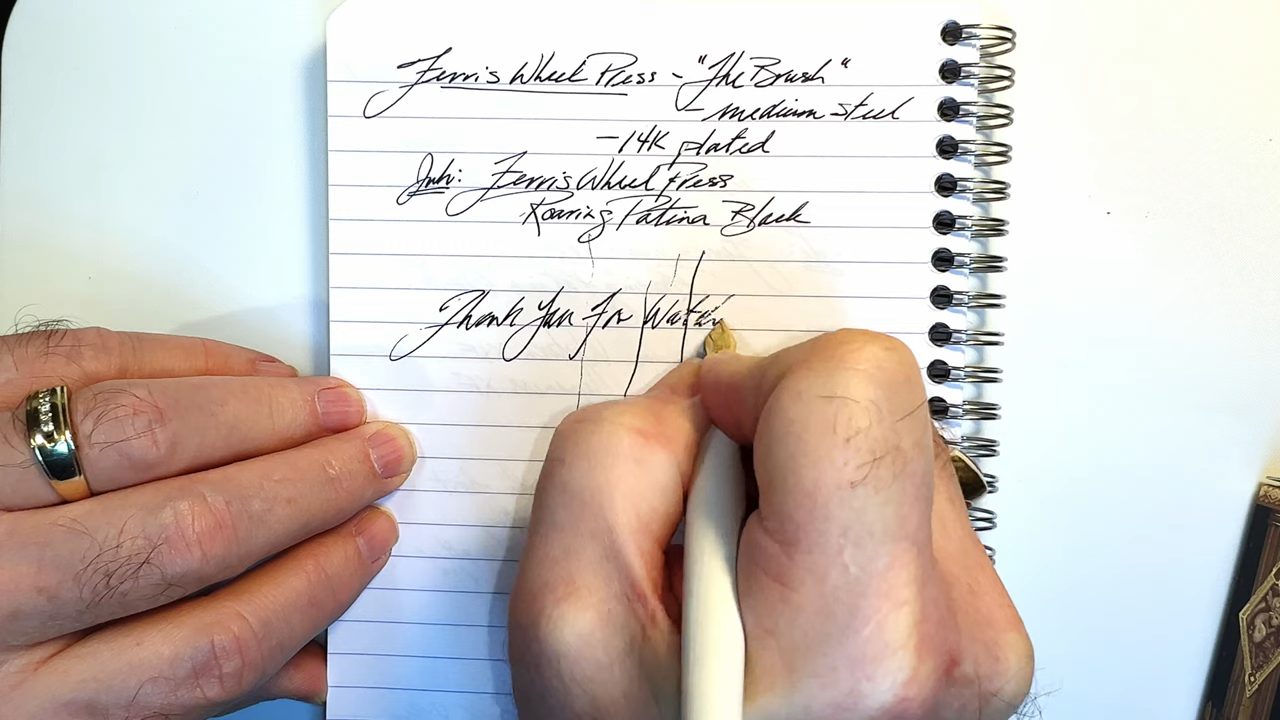 Ferris Wheel Press - "The Brush"
- medium steel
- 14K plated
Ink: Ferris Wheel Press
Roaring Patina Black
Thank You For Watchin